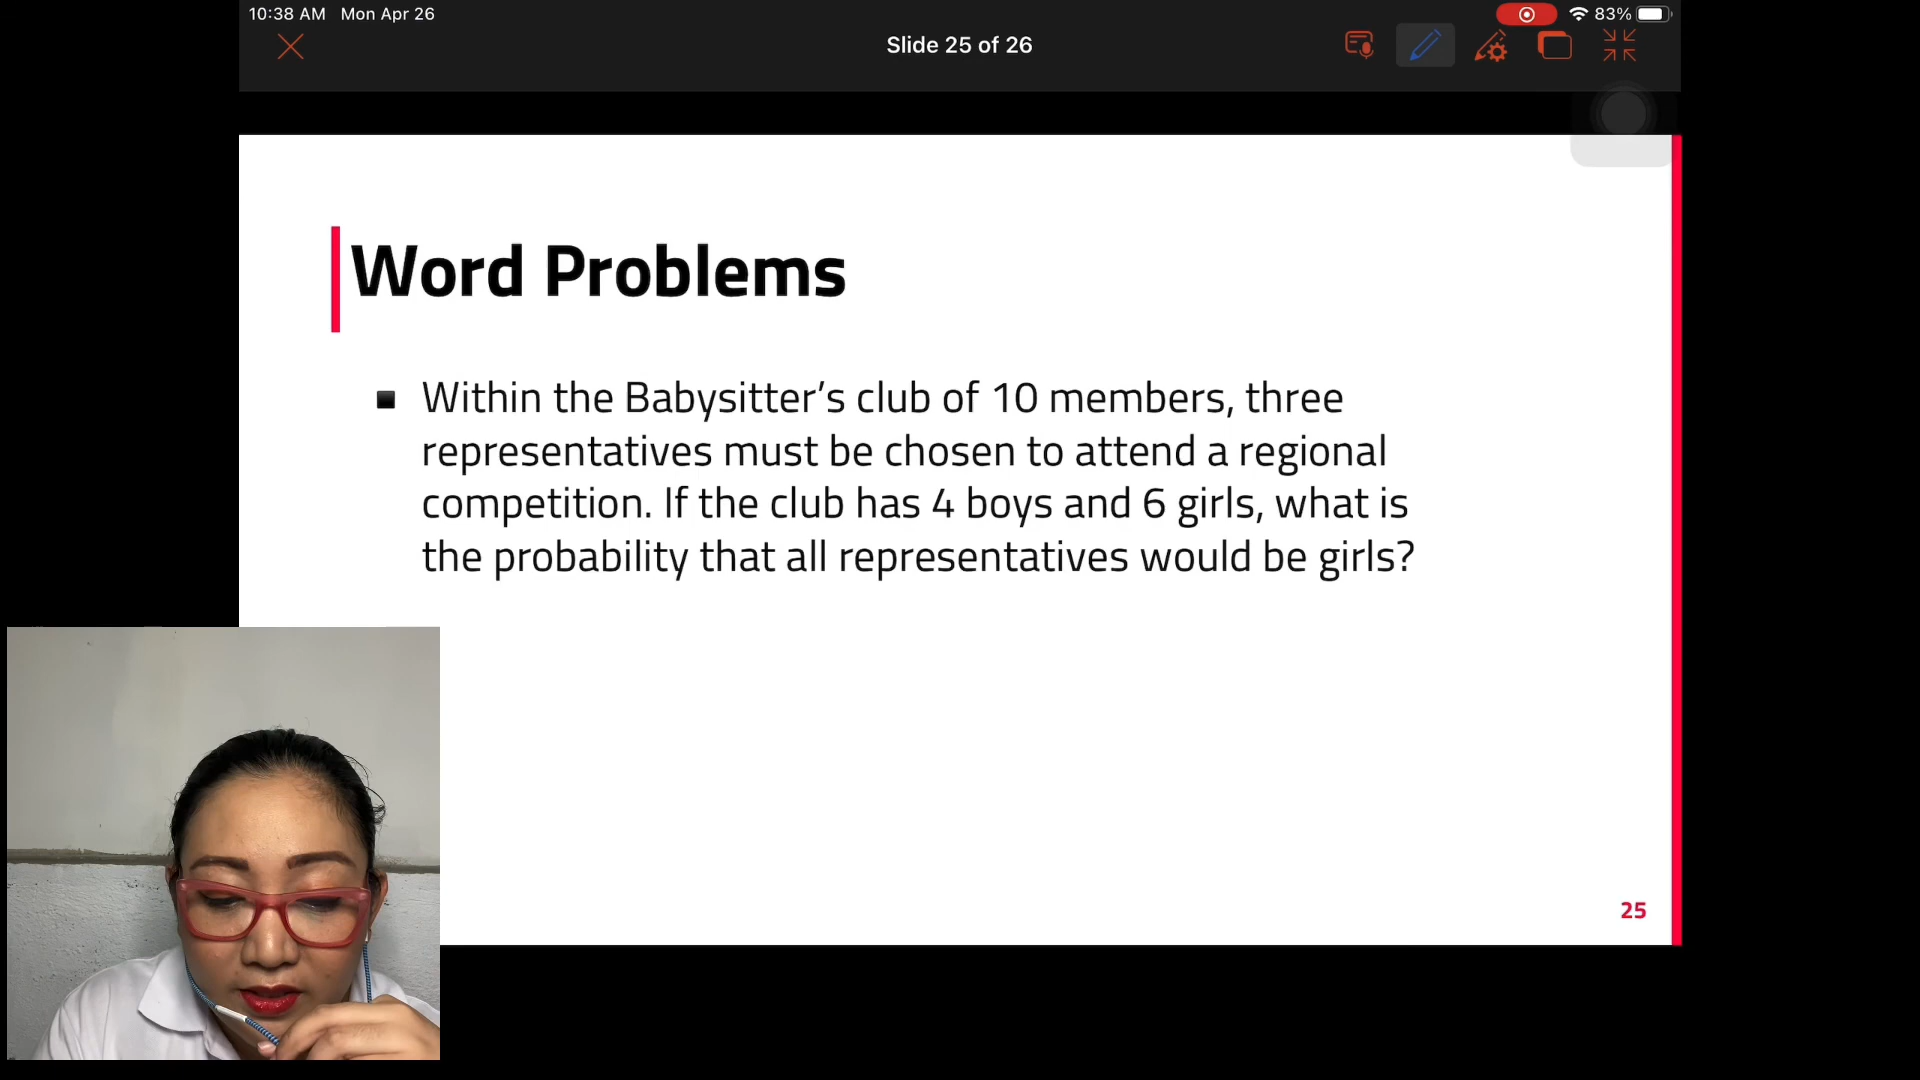 10:38 AM Mon Apr 26
83%
Slide 25 of 26
Word Problems
Within the Babysitter’s club of 10 members, three
representatives must be chosen to attend a regional
competition. If the club has 4 boys and 6 girls, what is
the probability that all representatives would be girls?
25